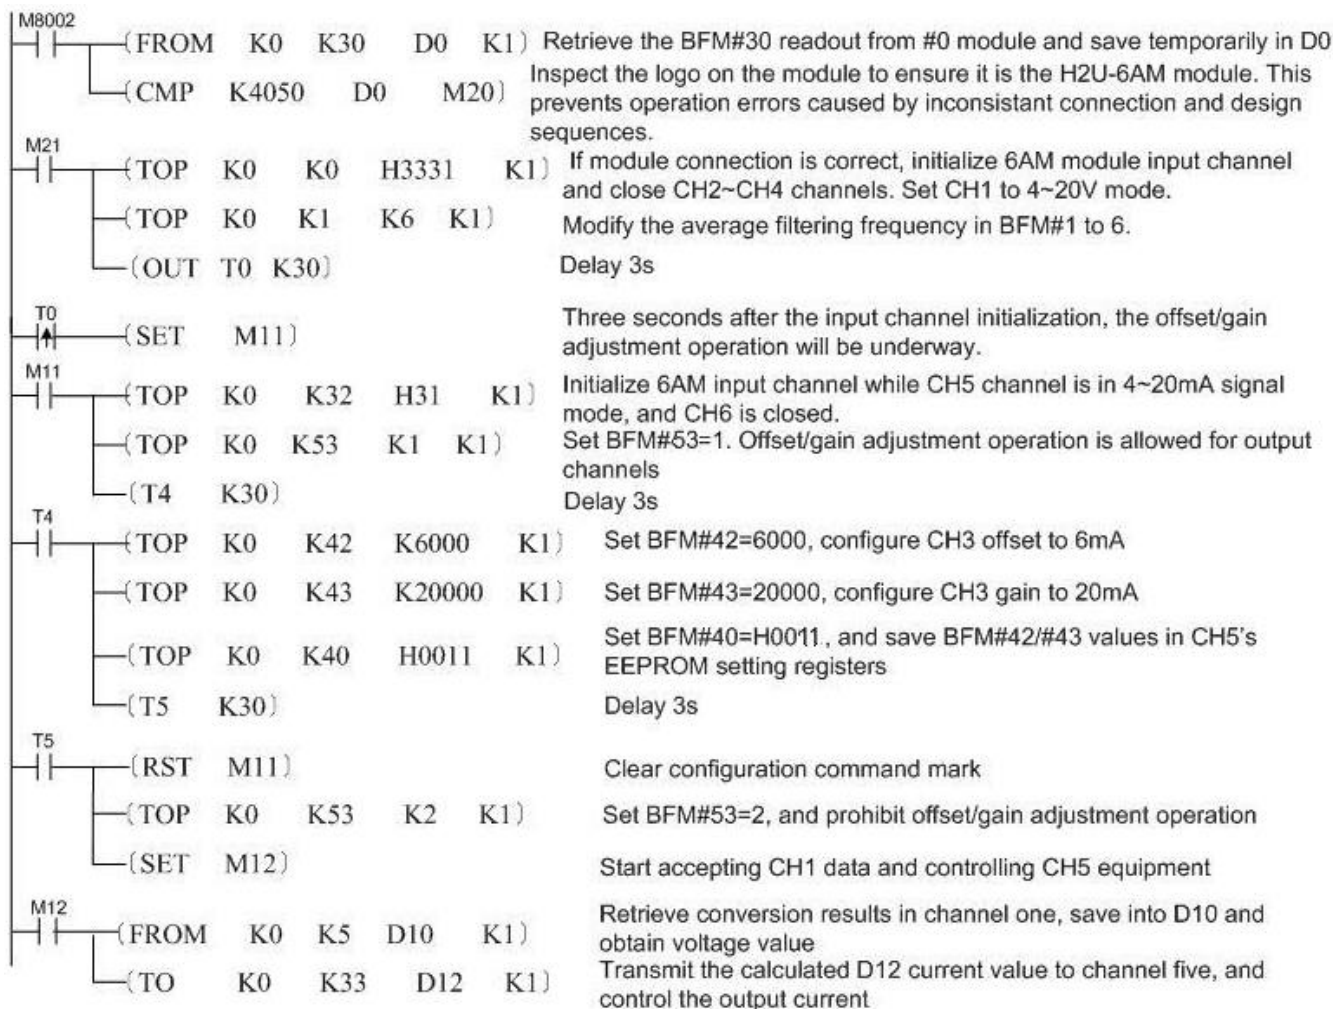 M8002
(FROM K0 K30 D0 K1) Retrieve the BFM#30 readout from #0 module and save temporarily in D0
(CMP K4050 D0 M20) Inspect the logo on the module to ensure it is the H2U-6AM module. This
prevents operation errors caused by inconsistant connection and design
sequences.
M21
(TOP K0 K0 H3331 K1) If module connection is correct, initialize 6AM module input channel
and close CH2~CH4 channels. Set CH1 to 4~20V mode.
(TOP K0 K1 K6 K1) Modify the average filtering frequency in BFM#1 to 6.
(OUT T0 K30) Delay 3s
T0
(SET M11) Three seconds after the input channel initialization, the offset/gain
adjustment operation will be underway.
M11
(TOP K0 K32 H31 K1) Initialize 6AM input channel while CH5 channel is in 4~20mA signal
mode, and CH6 is closed.
(TOP K0 K53 K1 K1) Set BFM#53=1. Offset/gain adjustment operation is allowed for output
channels
(T4 K30) Delay 3s
T4
(TOP K0 K42 K6000 K1) Set BFM#42=6000, configure CH3 offset to 6mA
(TOP K0 K43 K20000 K1) Set BFM#43=20000, configure CH3 gain to 20mA
(TOP K0 K40 H0011 K1) Set BFM#40=H0011, and save BFM#42/#43 values in CH5's
EEPROM setting registers
(T5 K30) Delay 3s
T5
(RST M11) Clear configuration command mark
(TOP K0 K53 K2 K1) Set BFM#53=2, and prohibit offset/gain adjustment operation
(SET M12) Start accepting CH1 data and controlling CH5 equipment
M12
(FROM K0 K5 D10 K1) Retrieve conversion results in channel one, save into D10 and
obtain voltage value
(TO K0 K33 D12 K1) Transmit the calculated D12 current value to channel five, and
control the output current